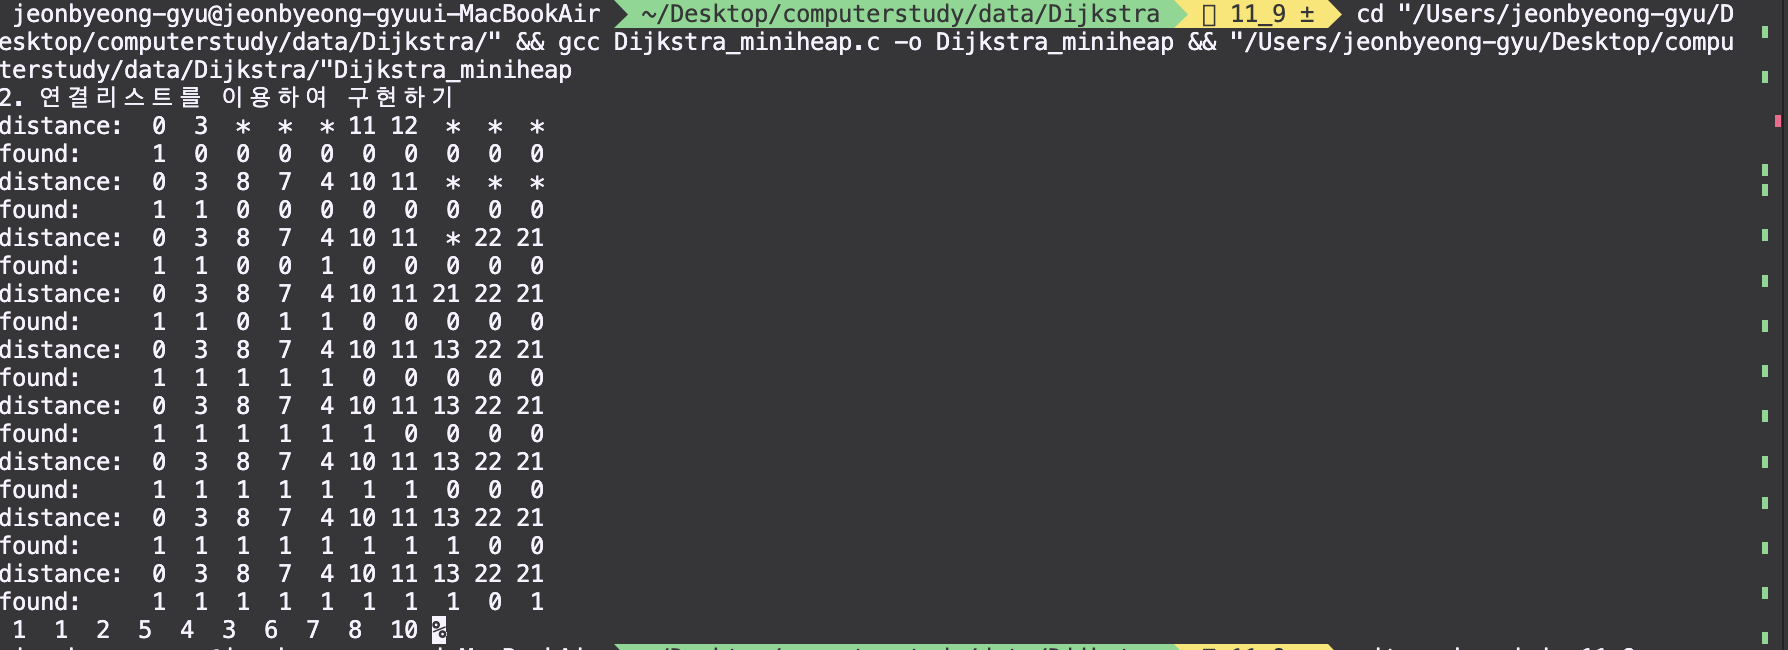 jeonbyeong-gyu@jeonbyeong-gyuui-MacBookAir ~/Desktop/computerstudy/data/Dijkstra 11_9 ± cd "/Users/jeonbyeong-gyu/D
esktop/computerstudy/data/Dijkstra/" && gcc Dijkstra_miniheap.c -o Dijkstra_miniheap && "/Users/jeonbyeong-gyu/Desktop/compu
terstudy/data/Dijkstra/"Dijkstra_miniheap
2. 연결리스트를 이용하여 구현하기
distance: 0 3 * * * 11 12 * * *
found: 1 0 0 0 0 0 0 0 0 0
distance: 0 3 8 7 4 10 11 * * *
found: 1 1 0 0 0 0 0 0 0 0
distance: 0 3 8 7 4 10 11 * 22 21
found: 1 1 0 0 1 0 0 0 0 0
distance: 0 3 8 7 4 10 11 21 22 21
found: 1 1 0 1 1 0 0 0 0 0
distance: 0 3 8 7 4 10 11 13 22 21
found: 1 1 1 1 1 0 0 0 0 0
distance: 0 3 8 7 4 10 11 13 22 21
found: 1 1 1 1 1 1 0 0 0 0
distance: 0 3 8 7 4 10 11 13 22 21
found: 1 1 1 1 1 1 1 0 0 0
distance: 0 3 8 7 4 10 11 13 22 21
found: 1 1 1 1 1 1 1 1 0 0
distance: 0 3 8 7 4 10 11 13 22 21
found: 1 1 1 1 1 1 1 1 0 1
1 1 2 5 4 3 6 7 8 10 %